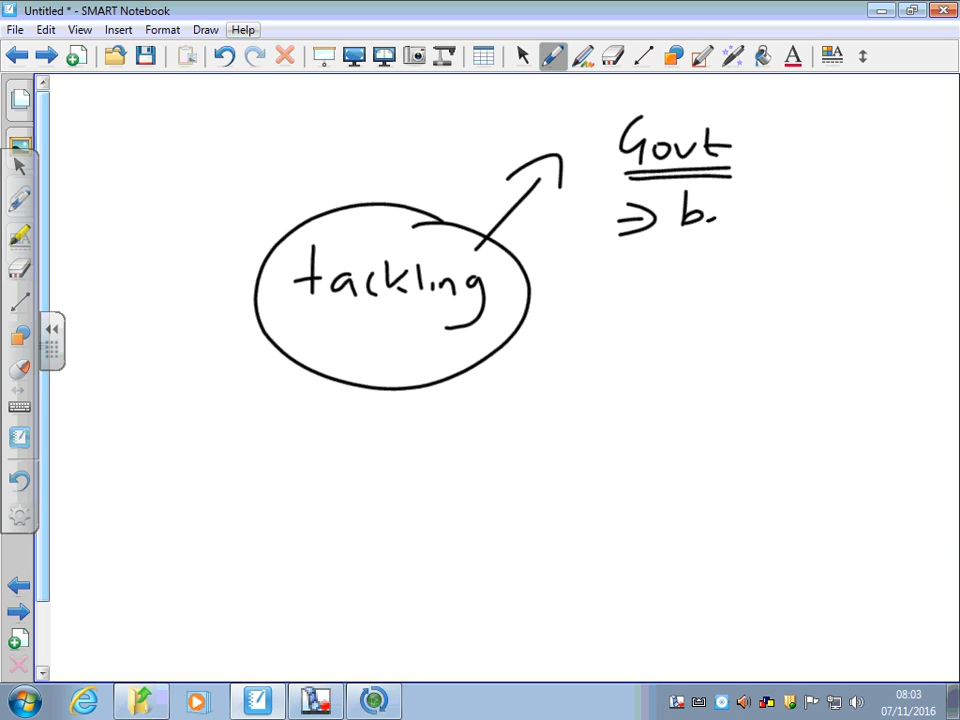 Untitled * - SMART Notebook
File Edit View Insert Format Draw Help
Govt
⇒ b.
tackling
08:03
07/11/2016